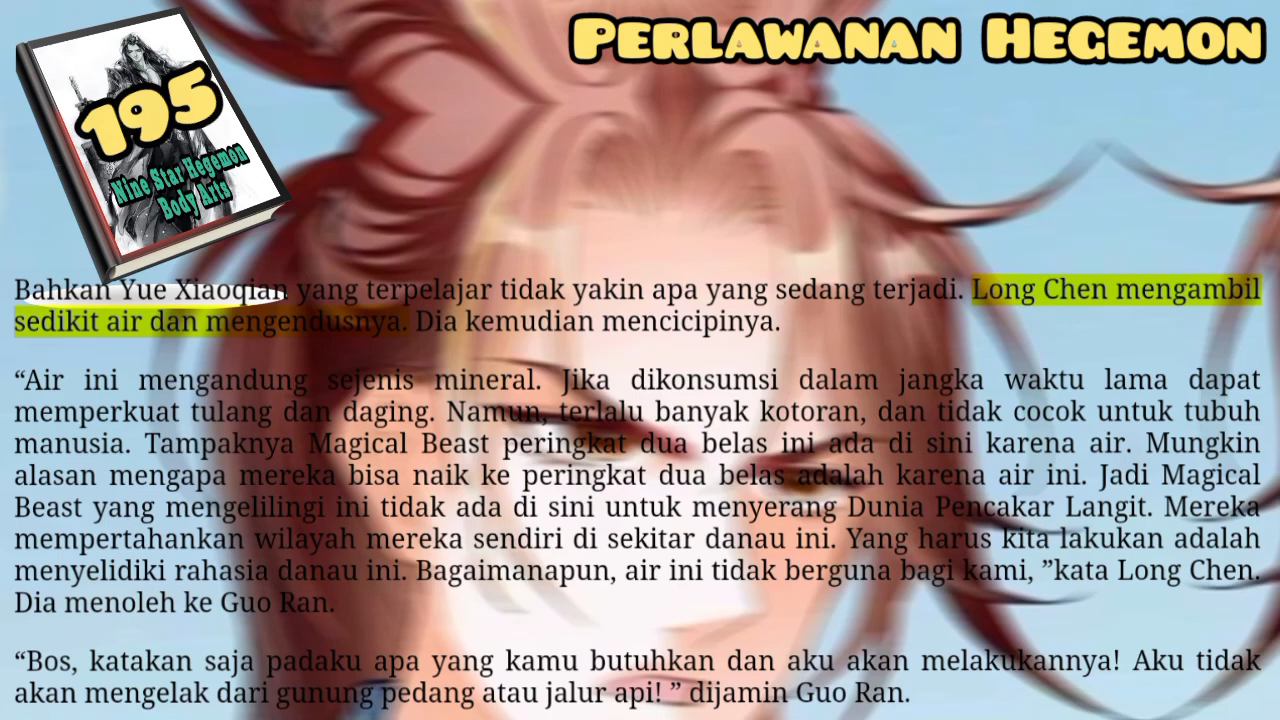 Perlawanan Hegemon
195
Nine Star Hegemon
Body Arts
Bahkan Yue Xiaoqian yang terpelajar tidak yakin apa yang sedang terjadi. Long Chen mengambil
sedikit air dan mengendusnya. Dia kemudian mencicipinya.
“Air ini mengandung sejenis mineral. Jika dikonsumsi dalam jangka waktu lama dapat
memperkuat tulang dan daging. Namun, terlalu banyak kotoran, dan tidak cocok untuk tubuh
manusia. Tampaknya Magical Beast peringkat dua belas ini ada di sini karena air. Mungkin
alasan mengapa mereka bisa naik ke peringkat dua belas adalah karena air ini. Jadi Magical
Beast yang mengelilingi ini tidak ada di sini untuk menyerang Dunia Pencakar Langit. Mereka
mempertahankan wilayah mereka sendiri di sekitar danau ini. Yang harus kita lakukan adalah
menyelidiki rahasia danau ini. Bagaimanapun, air ini tidak berguna bagi kami, ”kata Long Chen.
Dia menoleh ke Guo Ran.
“Bos, katakan saja padaku apa yang kamu butuhkan dan aku akan melakukannya! Aku tidak
akan mengelak dari gunung pedang atau jalur api! ” dijamin Guo Ran.